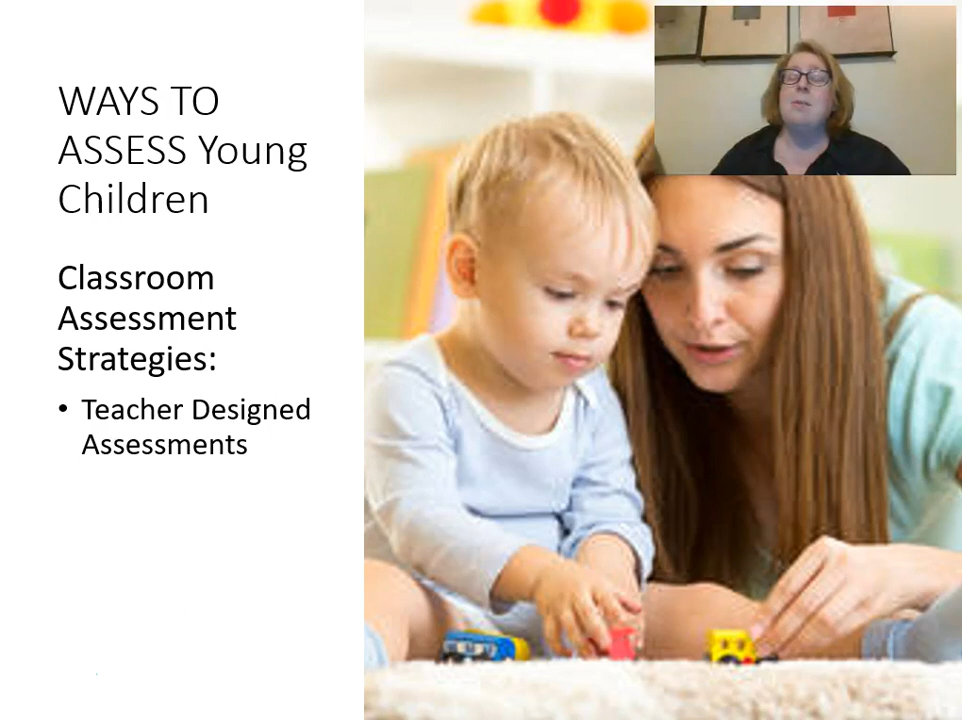 WAYS TO
ASSESS Young
Children
Classroom
Assessment
Strategies:
• Teacher Designed
Assessments